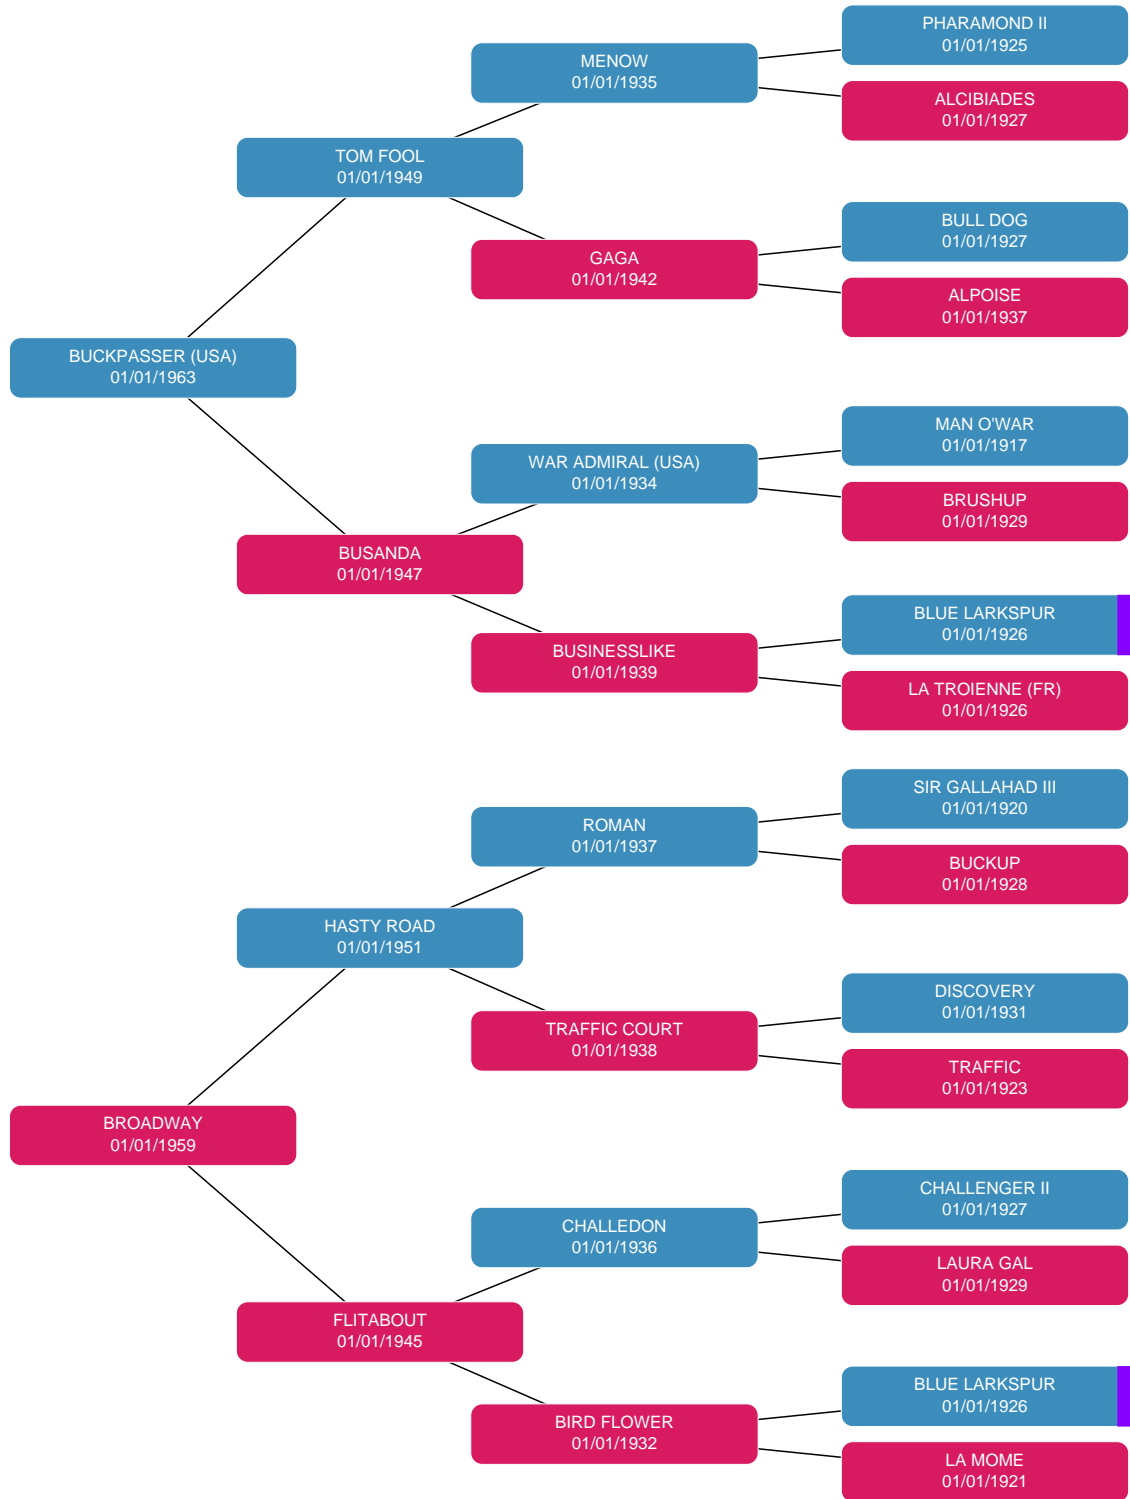 PHARAMOND II
01/01/1925
MENOW
01/01/1935
ALCIBIADES
01/01/1927
TOM FOOL
01/01/1949
BULL DOG
01/01/1927
GAGA
01/01/1942
ALPOISE
01/01/1937
BUCKPASSER (USA)
01/01/1963
MAN O'WAR
01/01/1917
WAR ADMIRAL (USA)
01/01/1934
BRUSHUP
01/01/1929
BUSANDA
01/01/1947
BLUE LARKSPUR
01/01/1926
BUSINESSLIKE
01/01/1939
LA TROIENNE (FR)
01/01/1926
SIR GALLAHAD III
01/01/1920
ROMAN
01/01/1937
BUCKUP
01/01/1928
HASTY ROAD
01/01/1951
DISCOVERY
01/01/1931
TRAFFIC COURT
01/01/1938
TRAFFIC
01/01/1923
BROADWAY
01/01/1959
CHALLENGER II
01/01/1927
CHALLEDON
01/01/1936
LAURA GAL
01/01/1929
FLITABOUT
01/01/1945
BLUE LARKSPUR
01/01/1926
BIRD FLOWER
01/01/1932
LA MOME
01/01/1921